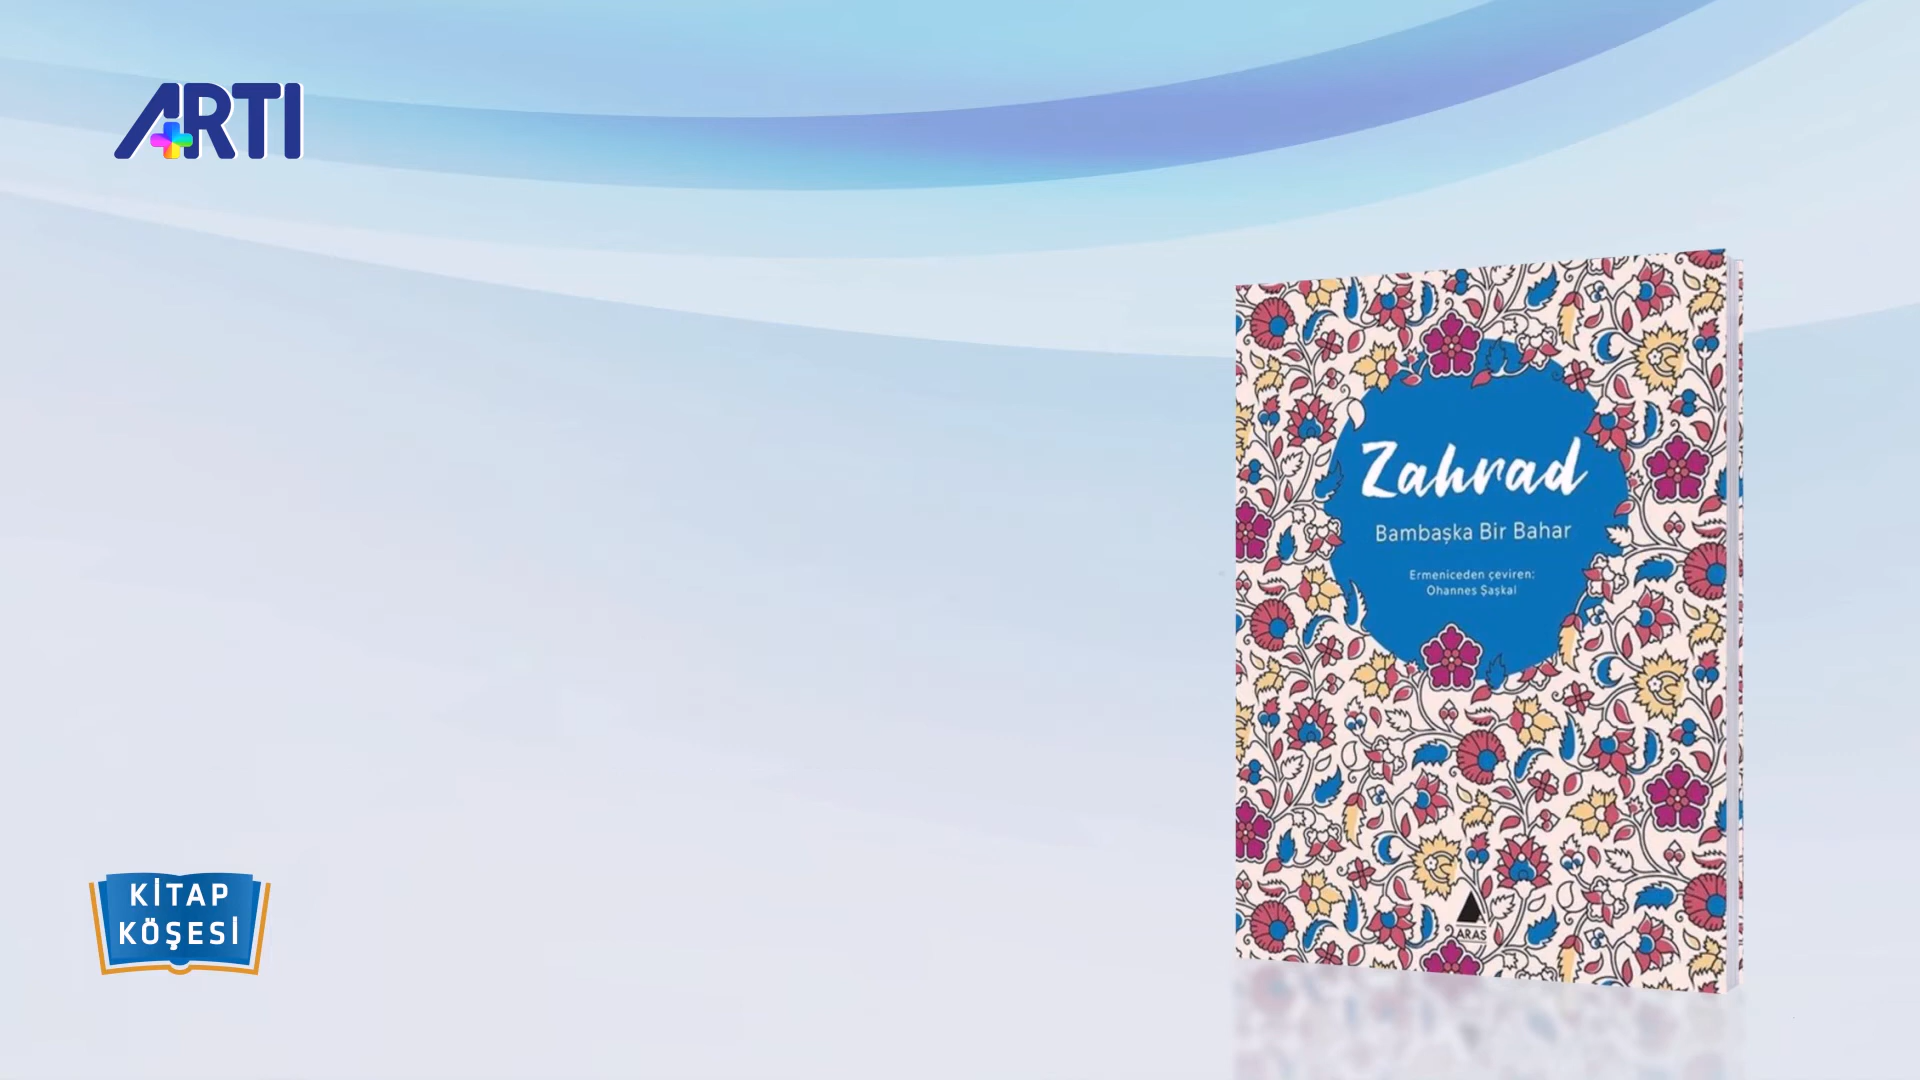 ARTI
Zahrad
Bambaşka Bir Bahar
Ermeniceden çeviren:
Ohannes Şaşkal
ARAS
KİTAP
KÖŞESİ